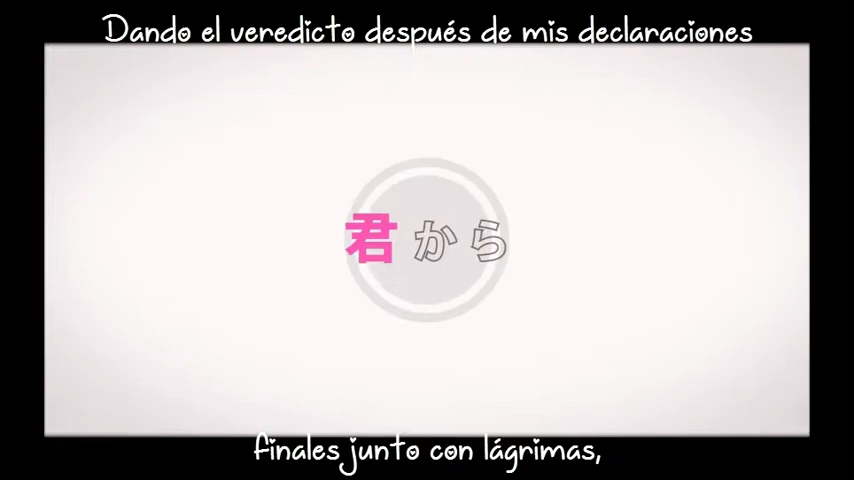 Dando el veredicto después de mis declaraciones
君から
finales junto con lágrimas,